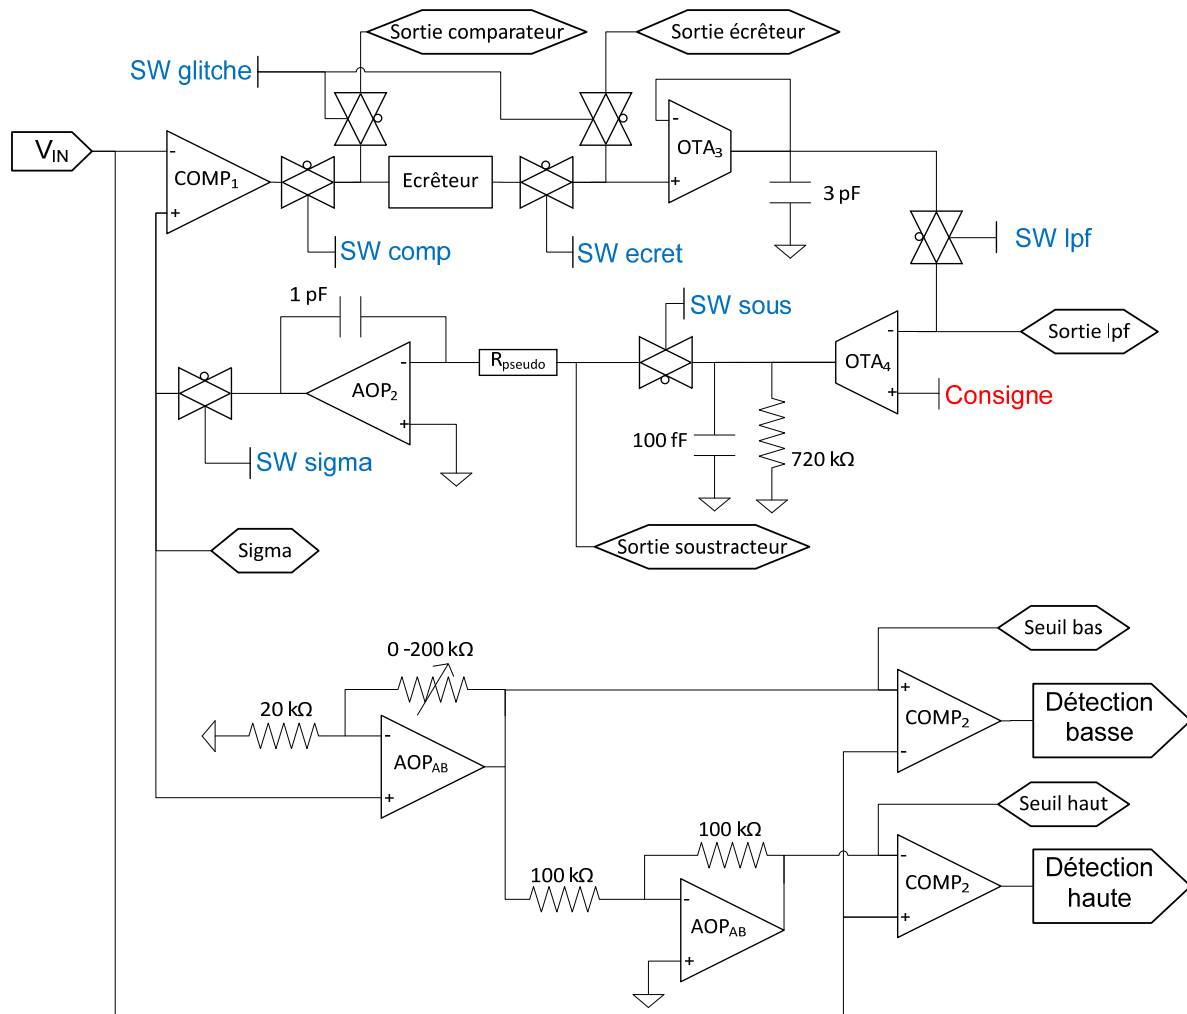 Sortie comparateur
Sortie écrêteur
SW glitche
V_IN
-
COMP1
+
Ecrêteur
-
OTA3
+
3 pF
SW comp
SW ecret
SW lpf
1 pF
SW sous
-
Sortie lpf
-
Rpseudo
OTA4
AOP2
+
Consigne
+
100 fF
720 kΩ
SW sigma
Sortie soustracteur
Sigma
Seuil bas
0 -200 kΩ
20 kΩ
-
AOPAB
+
+
COMP2
-
Détection
basse
Seuil haut
100 kΩ
-
COMP2
+
Détection
haute
100 kΩ
-
AOPAB
+